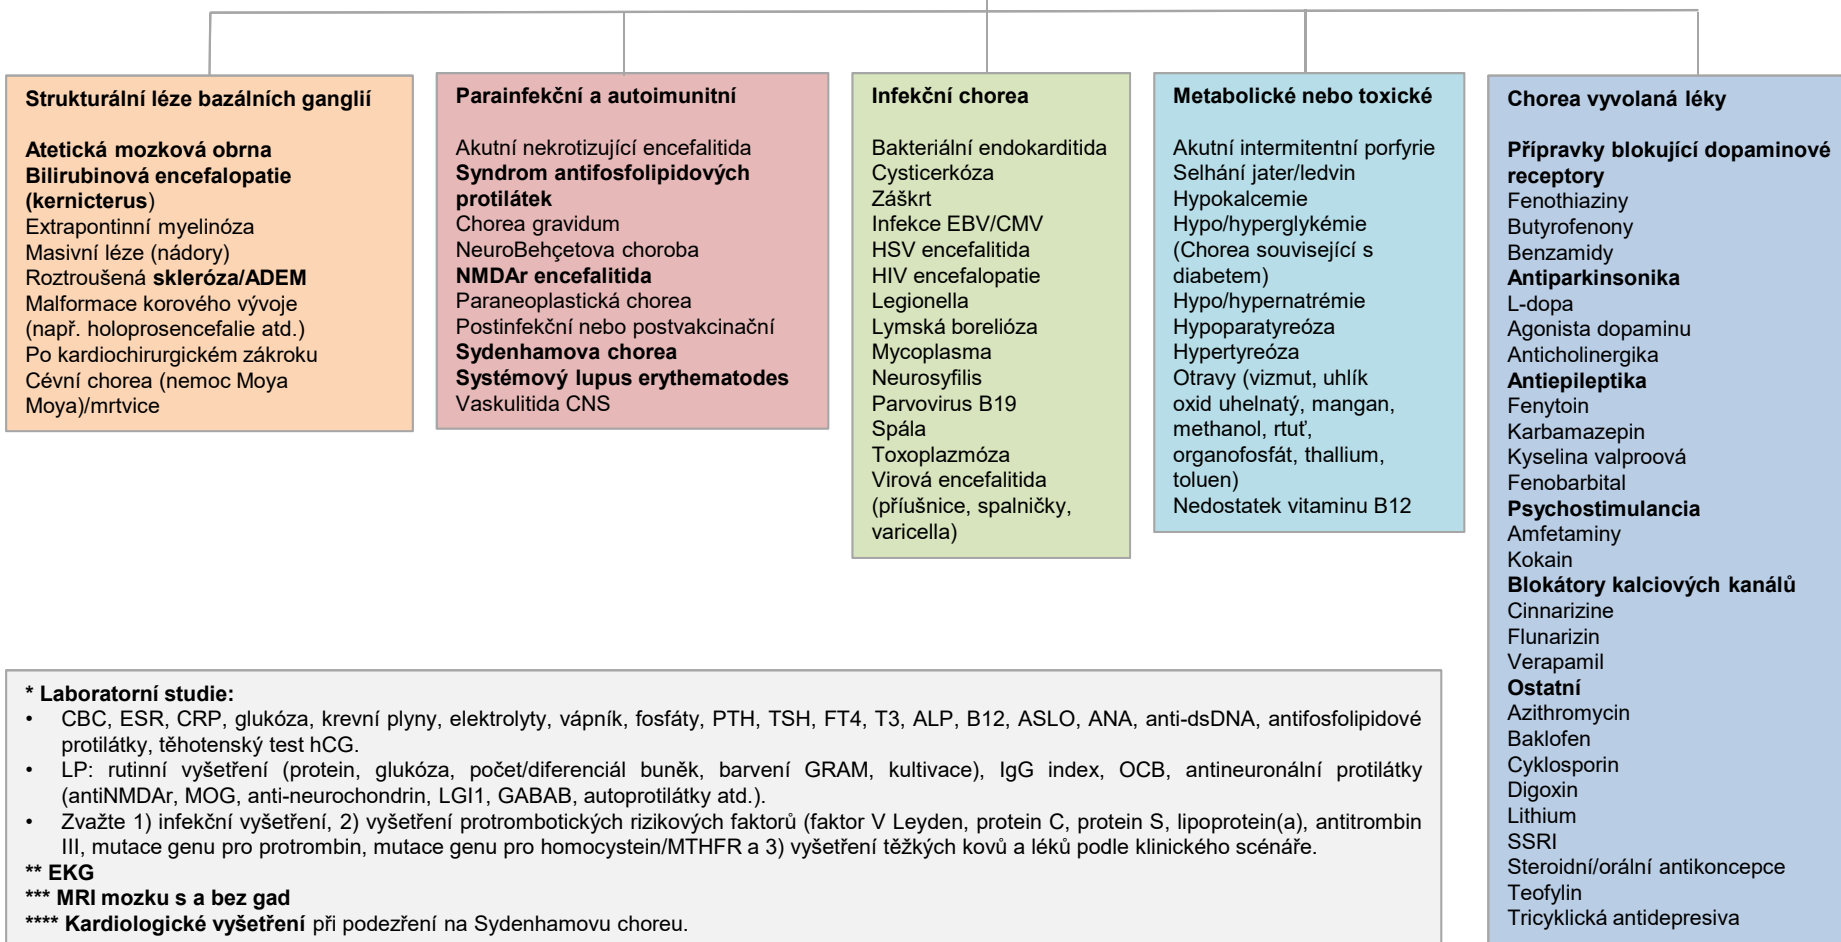 Strukturální léze bazálních ganglií
Atetická mozková obrna
Bilirubinová encefalopatie
(kernicterus)
Extrapontinní myelinóza
Masivní léze (nádory)
Roztroušená skleróza/ADEM
Malformace korového vývoje
(např. holoprosencefalie atd.)
Po kardiochirurgickém zákroku
Cévní chorea (nemoc Moya
Moya)/mrtvice
Parainfekční a autoimunitní
Akutní nekrotizující encefalitida
Syndrom antifosfolipidových
protilátek
Chorea gravidum
NeuroBehçetova choroba
NMDAr encefalitida
Paraneoplastická chorea
Postinfekční nebo postvakcinační
Sydenhamova chorea
Systémový lupus erythematodes
Vaskulitida CNS
Infekční chorea
Bakteriální endokarditida
Cysticerkóza
Záškrt
Infekce EBV/CMV
HSV encefalitida
HIV encefalopatie
Legionella
Lymská borelióza
Mycoplasma
Neurosyfilis
Parvovirus B19
Spála
Toxoplazmóza
Virová encefalitida
(příušnice, spalničky,
varicella)
Metabolické nebo toxické
Akutní intermitentní porfyrie
Selhání jater/ledvin
Hypokalcemie
Hypo/hyperglykémie
(Chorea související s
diabetem)
Hypo/hypernatrémie
Hypoparatyreóza
Hypertyreóza
Otravy (vizmut, uhlík
oxid uhelnatý, mangan,
methanol, rtuť,
organofosfát, thallium,
toluen)
Nedostatek vitaminu B12
Chorea vyvolaná léky
Přípravky blokující dopaminové
receptory
Fenothiaziny
Butyrofenony
Benzamidy
Antiparkinsonika
L-dopa
Agonista dopaminu
Anticholinergika
Antiepileptika
Fenytoin
Karbamazepin
Kyselina valproová
Fenobarbital
Psychostimulancia
Amfetaminy
Kokain
Blokátory kalciových kanálů
Cinnarizine
Flunarizin
Verapamil
Ostatní
Azithromycin
Baklofen
Cyklosporin
Digoxin
Lithium
SSRI
Steroidní/orální antikoncepce
Teofylin
Tricyklická antidepresiva
* Laboratorní studie:
• CBC, ESR, CRP, glukóza, krevní plyny, elektrolyty, vápník, fosfáty, PTH, TSH, FT4, T3, ALP, B12, ASLO, ANA, anti-dsDNA, antifosfolipidové
protilátky, těhotenský test hCG.
• LP: rutinní vyšetření (protein, glukóza, počet/diferenciál buněk, barvení GRAM, kultivace), IgG index, OCB, antineuronální protilátky
(antiNMDAr, MOG, anti-neurochondrin, LGI1, GABAB, autoprotilátky atd.).
• Zvažte 1) infekční vyšetření, 2) vyšetření protrombotických rizikových faktorů (faktor V Leyden, protein C, protein S, lipoprotein(a), antitrombin
III, mutace genu pro protrombin, mutace genu pro homocystein/MTHFR a 3) vyšetření těžkých kovů a léků podle klinického scénáře.
** EKG
*** MRI mozku s a bez gad
**** Kardiologické vyšetření při podezření na Sydenhamovu choreu.